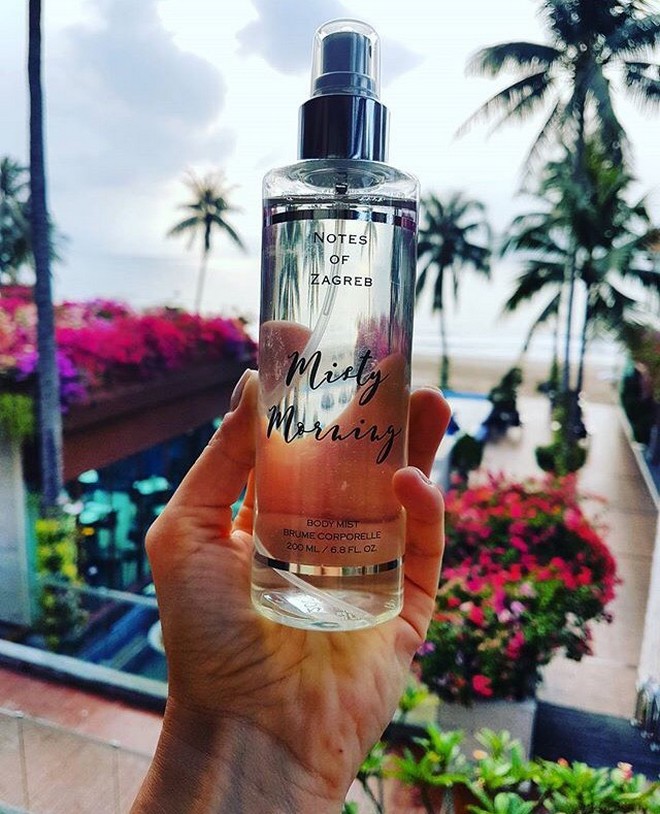 NOTES
OF
ZAGREB
Misty
Morning
BODY MIST
BRUME CORPORELLE
200 ML / 6.8 FL. OZ.